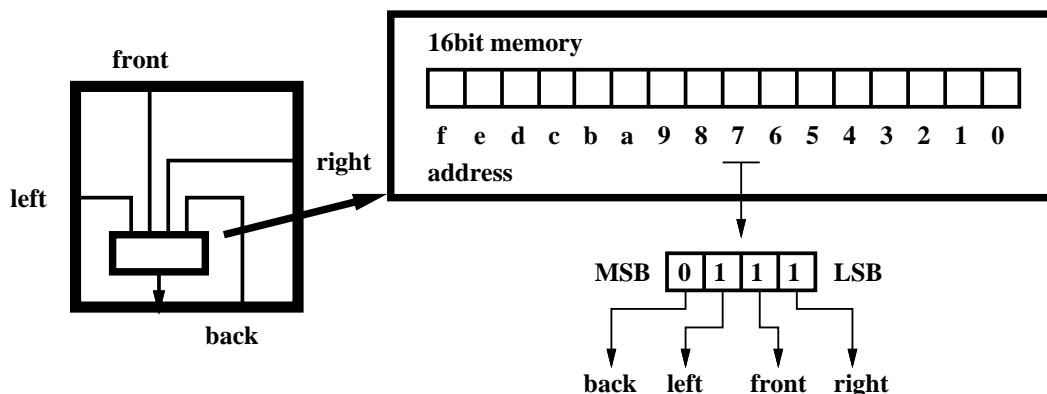 front
right
left
back
16bit memory
f e d c b a 9 8 7 6 5 4 3 2 1 0
address
MSB 0 1 1 1 LSB
back left front right